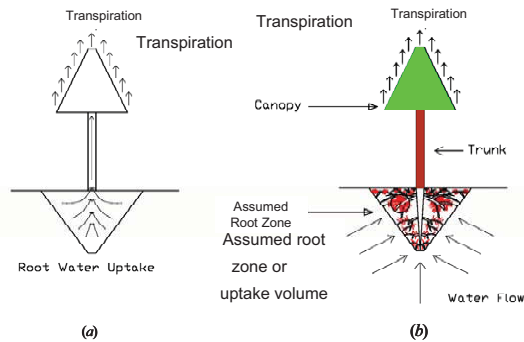 Transpiration
Transpiration
Root Water Uptake
(a)
Transpiration
Transpiration
Canopy
Trunk
Assumed
Root Zone
Assumed root
zone or
uptake volume
Water Flow
(b)